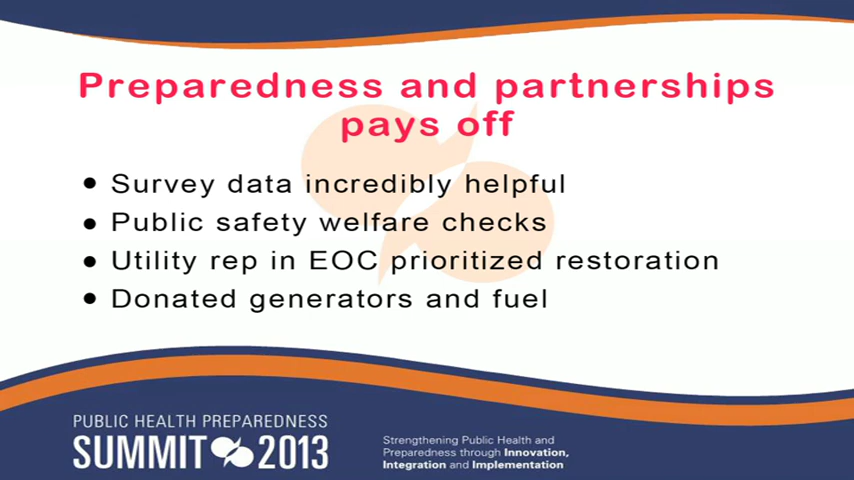 Preparedness and partnerships
pays off
• Survey data incredibly helpful
• Public safety welfare checks
• Utility rep in EOC prioritized restoration
• Donated generators and fuel
PUBLIC HEALTH PREPAREDNESS
SUMMIT 2013
Strengthening Public Health and
Preparedness through Innovation,
Integration and Implementation